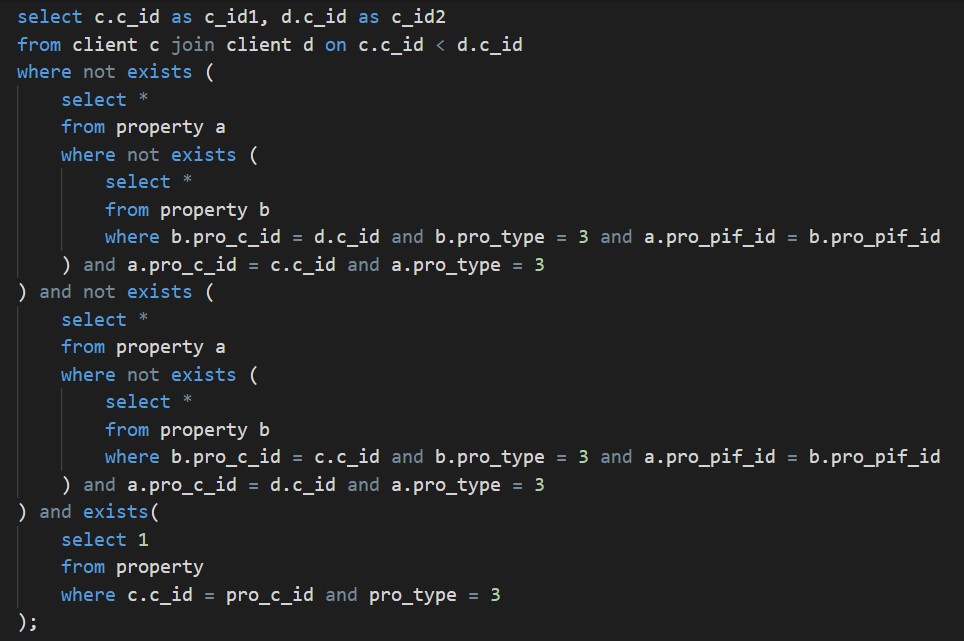 select c.c_id as c_id1, d.c_id as c_id2
from client c join client d on c.c_id < d.c_id
where not exists (
    select *
    from property a
    where not exists (
        select *
        from property b
        where b.pro_c_id = d.c_id and b.pro_type = 3 and a.pro_pif_id = b.pro_pif_id
    ) and a.pro_c_id = c.c_id and a.pro_type = 3
) and not exists (
    select *
    from property a
    where not exists (
        select *
        from property b
        where b.pro_c_id = c.c_id and b.pro_type = 3 and a.pro_pif_id = b.pro_pif_id
    ) and a.pro_c_id = d.c_id and a.pro_type = 3
) and exists(
    select 1
    from property
    where c.c_id = pro_c_id and pro_type = 3
);